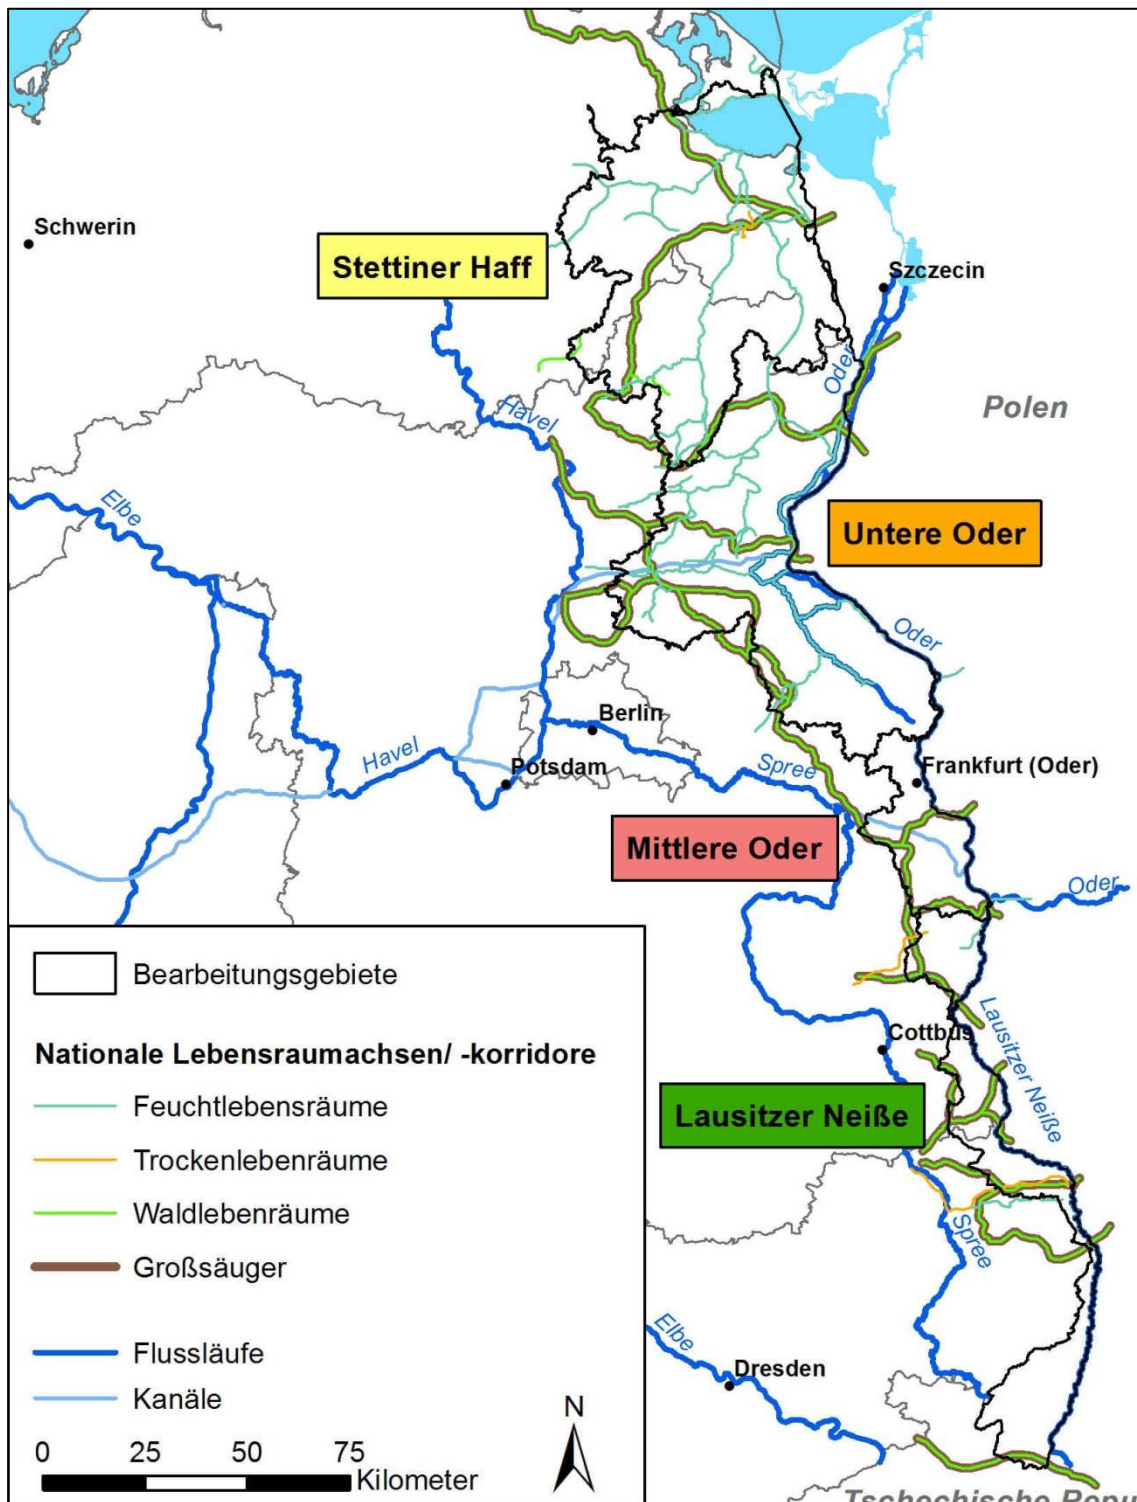 Schwerin
Stettiner Haff
Szczecin
Oder
Polen
Havel
Elbe
Untere Oder
Oder
Berlin
Havel
Potsdam
Spree
Frankfurt (Oder)
Mittlere Oder
Oder
Lausitzer Neiße
Cottbus
Lausitzer Neiße
Spree
Elbe
Dresden
Tschechische Repu
Bearbeitungsgebiete
Nationale Lebensraumachsen/ -korridore
Feuchtlebensräume
Trockenlebenräume
Waldlebenräume
Großsäuger
Flussläufe
Kanäle
N
0 25 50 75
Kilometer